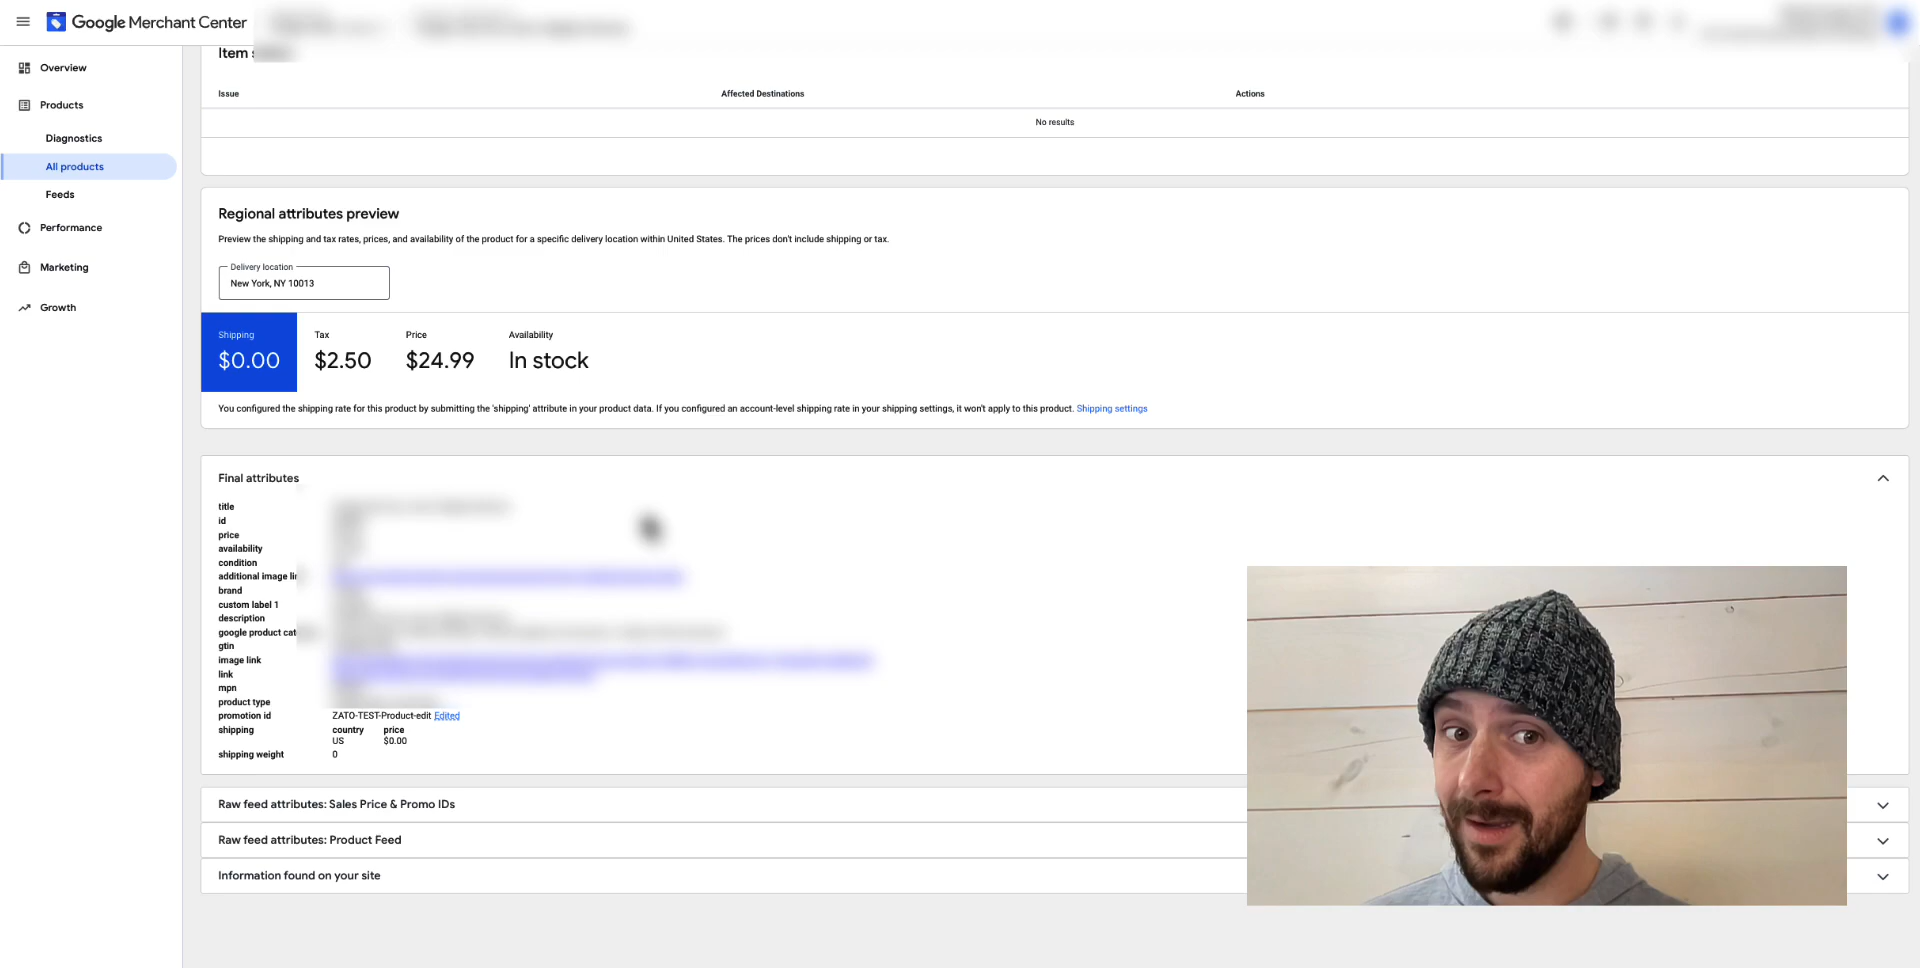 Google Merchant Center
Overview
Products
Diagnostics
All products
Feeds
Performance
Marketing
Growth
Item
Issue Affected Destinations Actions
No results
Regional attributes preview
Preview the shipping and tax rates, prices, and availability of the product for a specific delivery location within United States. The prices don't include shipping or tax.
Delivery location
New York, NY 10013
Shipping Tax Price Availability
$0.00 $2.50 $24.99 In stock
You configured the shipping rate for this product by submitting the 'shipping' attribute in your product data. If you configured an account-level shipping rate in your shipping settings, it won't apply to this product. Shipping settings
Final attributes
title
id
price
availability
condition
additional image
brand
custom label 1
description
google product
gtin
image link
link
mpn
product type
promotion id ZATO-TEST-Product-edit Edited
shipping country price
US $0.00
shipping weight 0
Raw feed attributes: Sales Price & Promo IDs
Raw feed attributes: Product Feed
Information found on your site